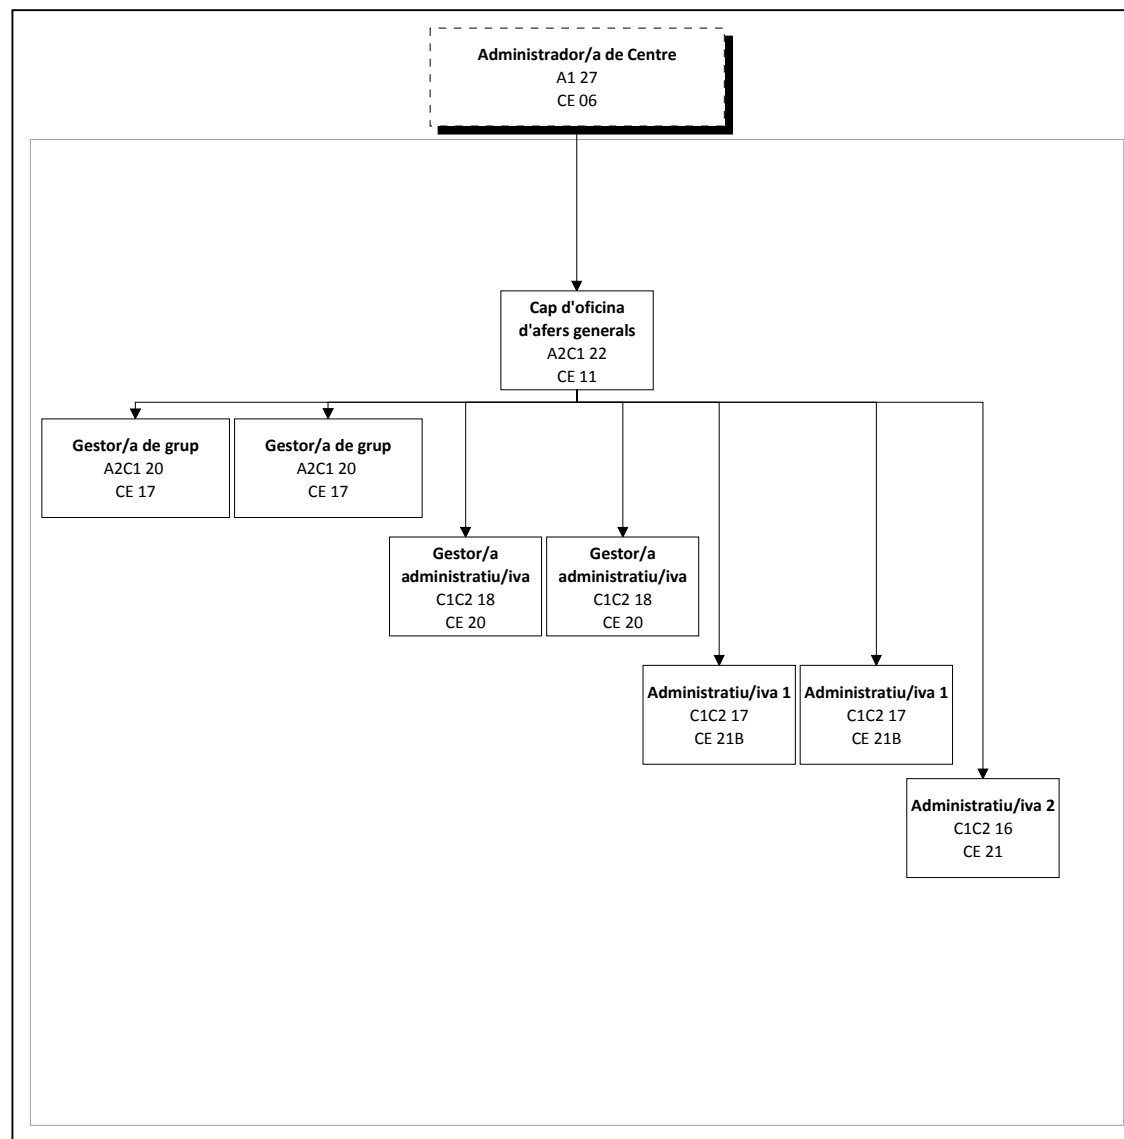 Administrador/a de Centre
A1 27
CE 06
Cap d'oficina
d'afers generals
A2C1 22
CE 11
Gestor/a de grup
A2C1 20
CE 17
Gestor/a de grup
A2C1 20
CE 17
Gestor/a
administratiu/iva
C1C2 18
CE 20
Gestor/a
administratiu/iva
C1C2 18
CE 20
Administratiu/iva 1
C1C2 17
CE 21B
Administratiu/iva 1
C1C2 17
CE 21B
Administratiu/iva 2
C1C2 16
CE 21